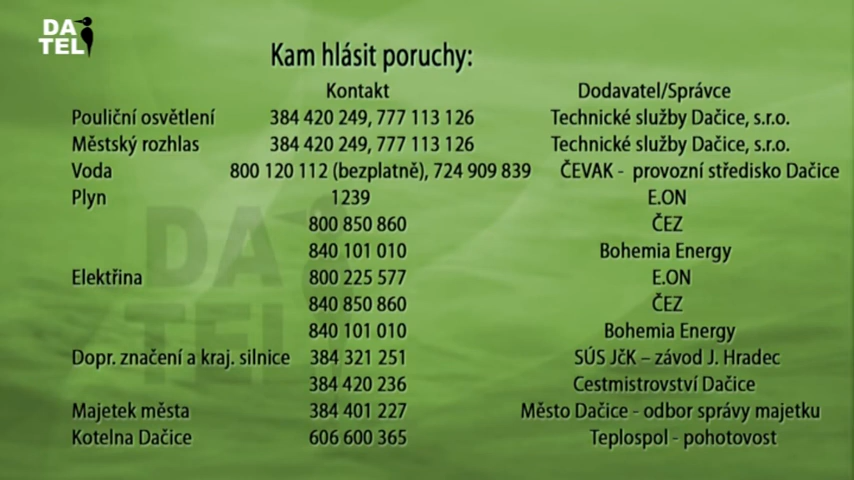 DA
TEL
Kam hlásit poruchy:
Kontakt Dodavatel/Správce
Pouliční osvětlení 384 420 249, 777 113 126 Technické služby Dačice, s.r.o.
Městský rozhlas 384 420 249, 777 113 126 Technické služby Dačice, s.r.o.
Voda 800 120 112 (bezplatně), 724 909 839 ČEVAK - provozní středisko Dačice
Plyn 1239 E.ON
800 850 860 ČEZ
840 101 010 Bohemia Energy
Elektřina 800 225 577 E.ON
840 850 860 ČEZ
840 101 010 Bohemia Energy
Dopr. značení a kraj. silnice 384 321 251 SÚS JčK – závod J. Hradec
384 420 236 Cestmistrovství Dačice
Majetek města 384 401 227 Město Dačice - odbor správy majetku
Kotelna Dačice 606 600 365 Teplospol - pohotovost
DA
TEL